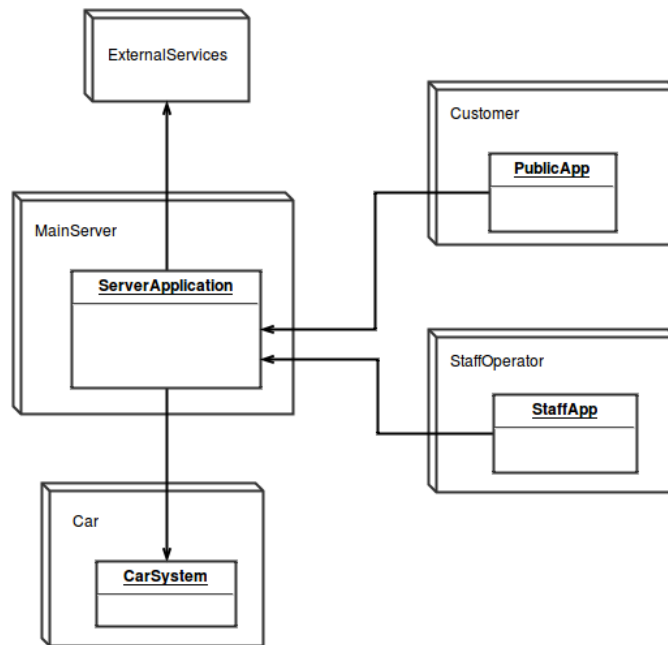 ExternalServices
Customer
PublicApp
MainServer
ServerApplication
StaffOperator
StaffApp
Car
CarSystem